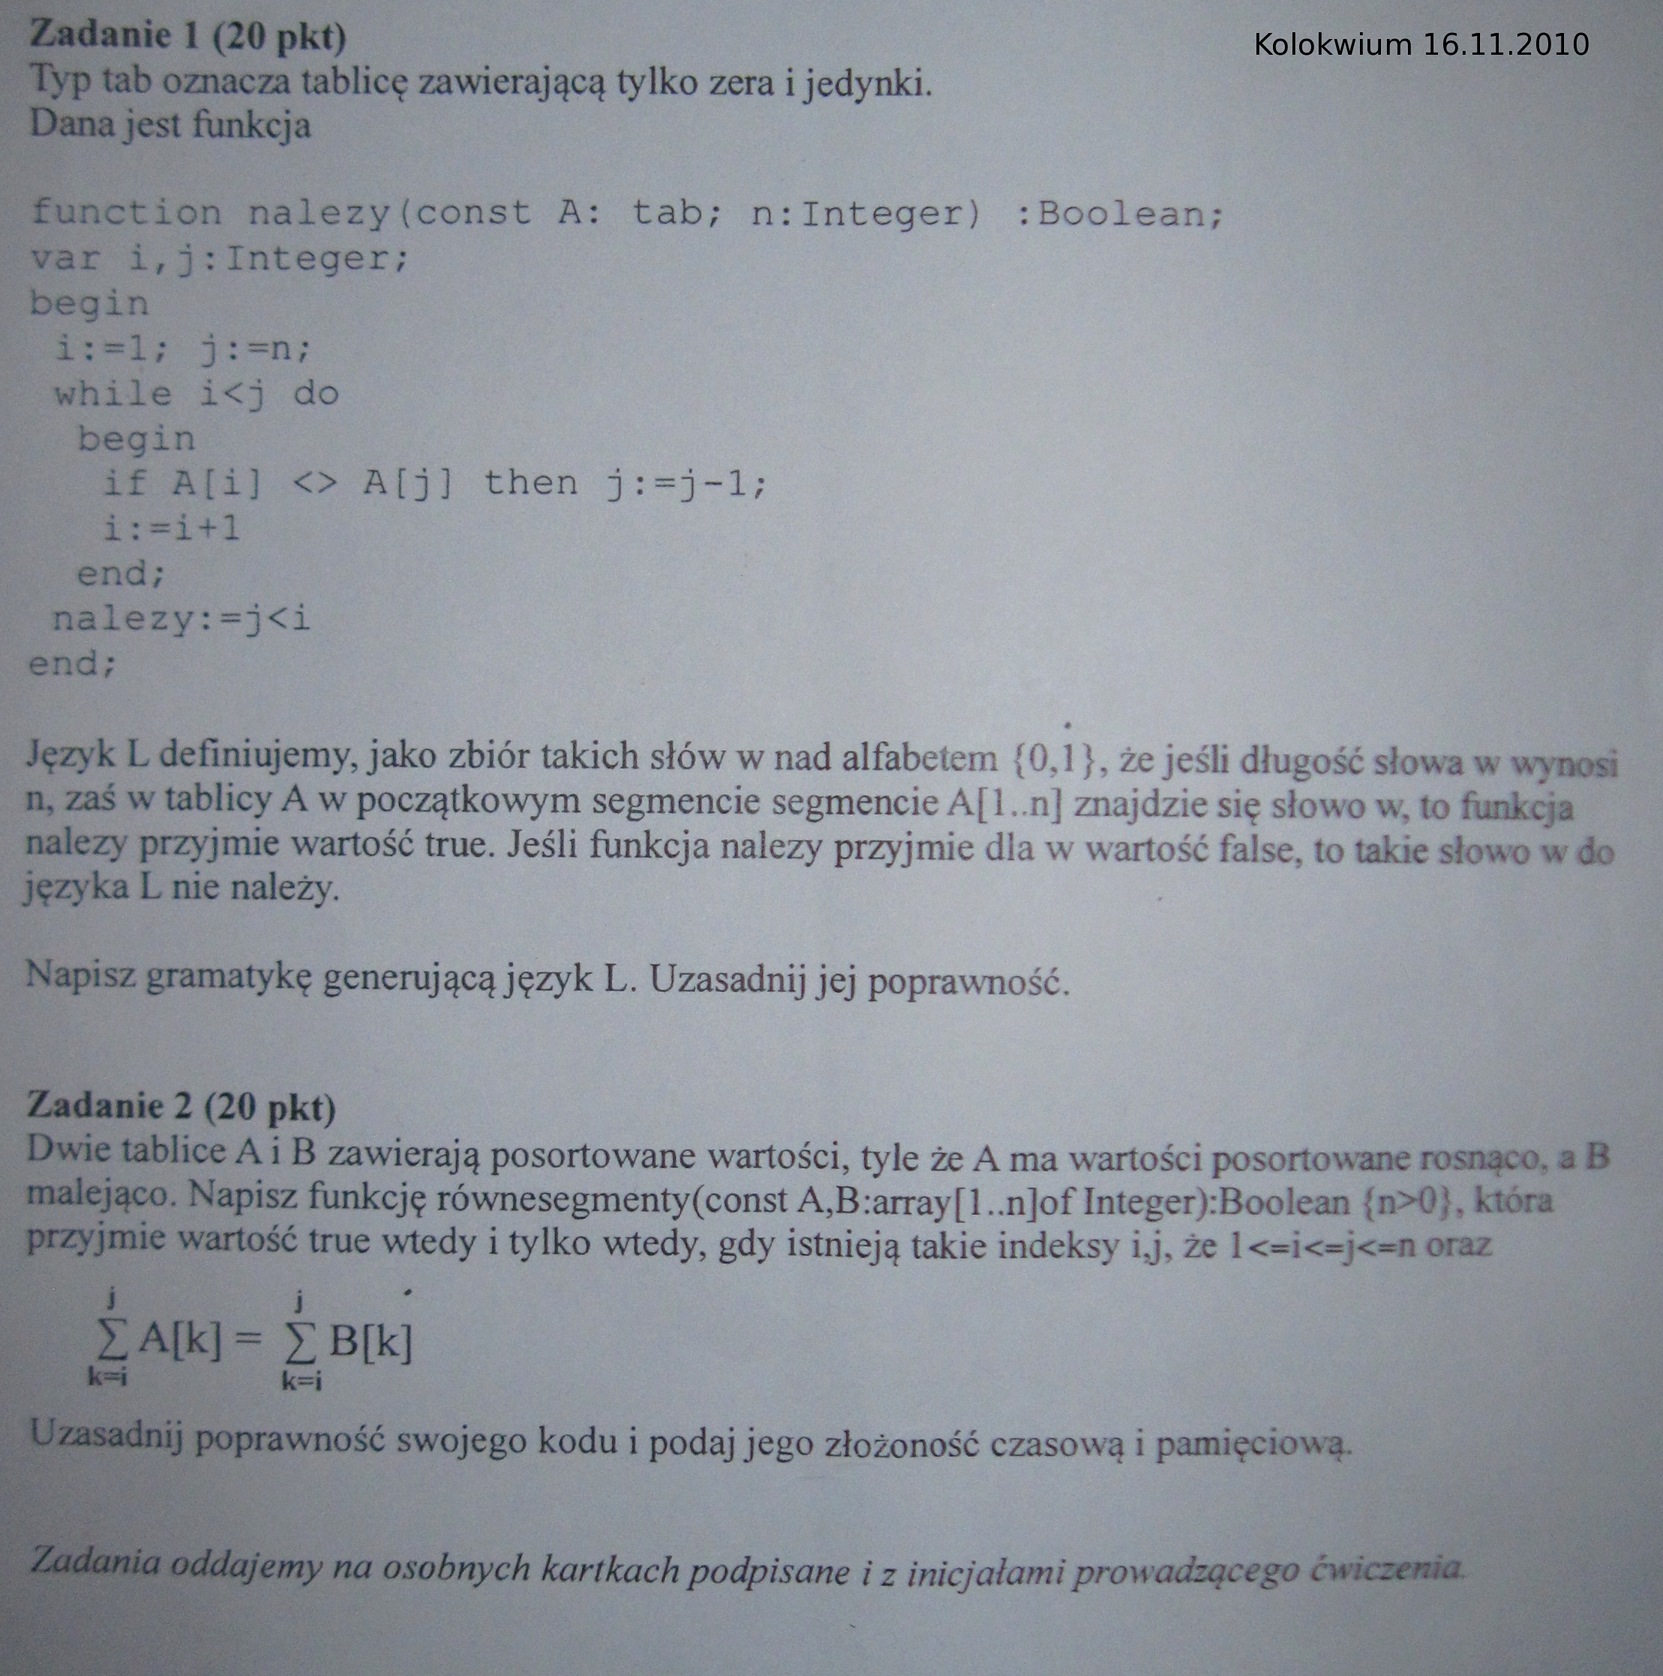 Zadanie 1 (20 pkt)
Kolokwium 16.11.2010
Typ tab oznacza tablicę zawierającą tylko zera i jedynki.
Dana jest funkcja
function nalezy(const A: tab; n:Integer) :Boolean;
var i,j:Integer;
begin
i:=1; j:=n;
while i<j do
begin
if A[i] <> A[j] then j:=j-1;
i:=i+1
end;
nalezy:=j<i
end;
Język L definiujemy, jako zbiór takich słów w nad alfabetem {0,1}, że jeśli długość słowa w wynosi
n, zaś w tablicy A w początkowym segmencie segmencie A[1..n] znajdzie się słowo w, to funkcja
nalezy przyjmie wartość true. Jeśli funkcja nalezy przyjmie dla w wartość false, to takie słowo w do
języka L nie należy.
Napisz gramatykę generującą język L. Uzasadnij jej poprawność.
Zadanie 2 (20 pkt)
Dwie tablice A i B zawierają posortowane wartości, tyle że A ma wartości posortowane rosnąco, a B
malejąco. Napisz funkcję równesegmenty(const A,B:array[1..n]of Integer):Boolean {n>0}, która
przyjmie wartość true wtedy i tylko wtedy, gdy istnieją takie indeksy i,j, że 1<=i<=j<=n oraz
j j
∑ A[k] = ∑ B[k]
k=i k=i
Uzasadnij poprawność swojego kodu i podaj jego złożoność czasową i pamięciową.
Zadania oddajemy na osobnych kartkach podpisane i z inicjałami prowadzącego ćwiczenia.